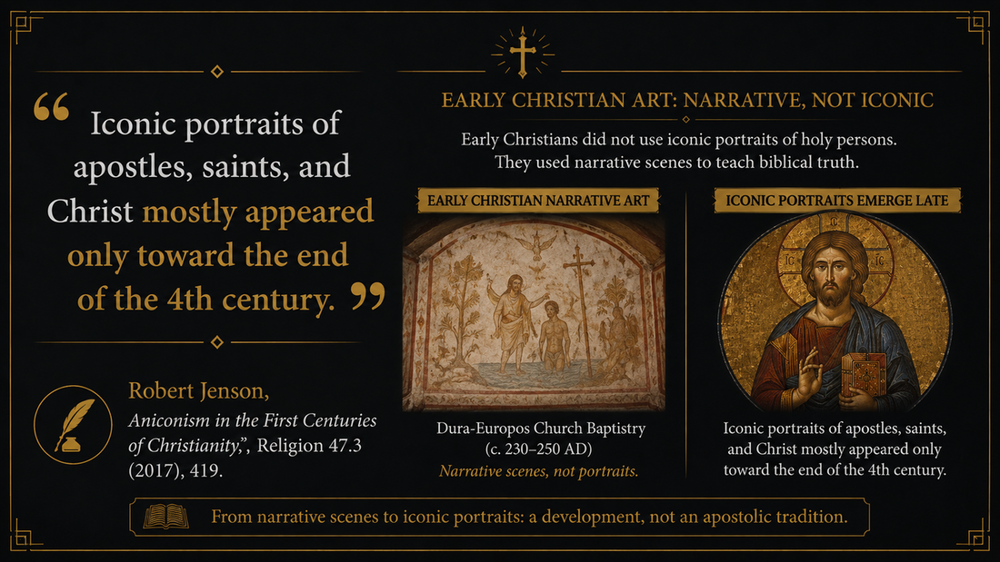 “ Iconic portraits of
apostles, saints, and
Christ mostly appeared
only toward the end
of the 4th century. ”
Robert Jenson,
Aniconism in the First Centuries
of Christianity,”, Religion 47.3
(2017), 419.
EARLY CHRISTIAN ART: NARRATIVE, NOT ICONIC
Early Christians did not use iconic portraits of holy persons.
They used narrative scenes to teach biblical truth.
EARLY CHRISTIAN NARRATIVE ART
Dura-Europos Church Baptistry
(c. 230–250 AD)
Narrative scenes, not portraits.
ICONIC PORTRAITS EMERGE LATE
IC IC
Iconic portraits of apostles, saints,
and Christ mostly appeared only
toward the end of the 4th century.
From narrative scenes to iconic portraits: a development, not an apostolic tradition.